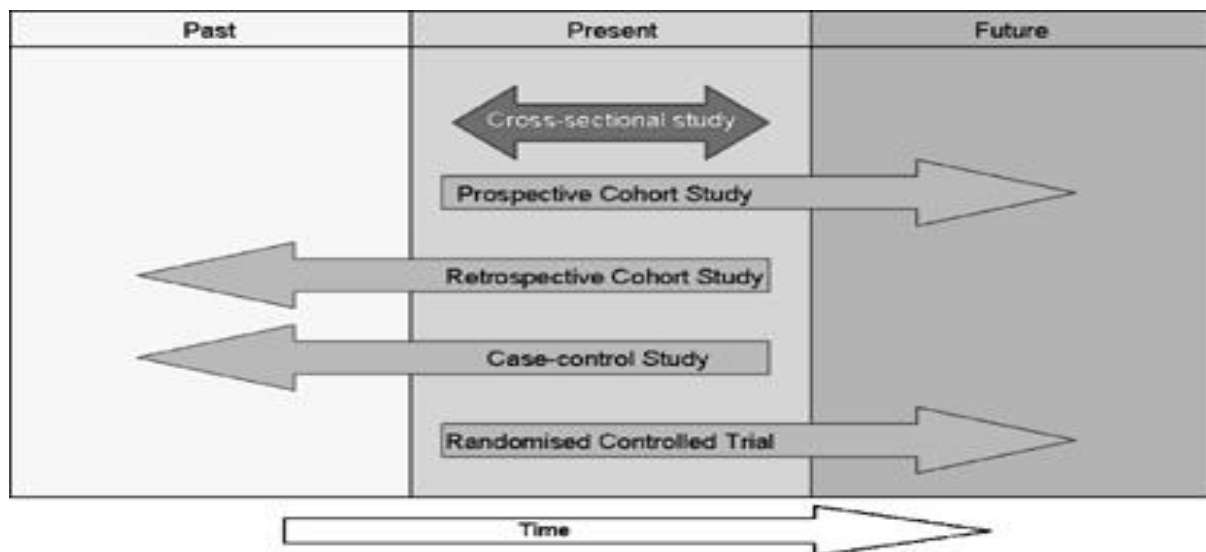 Past
Present
Future
Cross-sectional study
Prospective Cohort Study
Retrospective Cohort Study
Case-control Study
Randomised Controlled Trial
Time